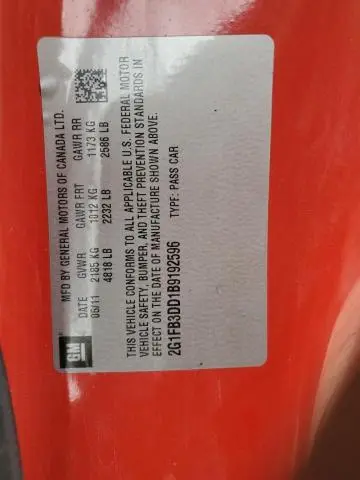 GM
MFD BY GENERAL MOTORS OF CANADA LTD.
DATE GVWR GAWR FRT GAWR RR
06/11 2185 KG 1012 KG 1173 KG
4818 LB 2232 LB 2586 LB
THIS VEHICLE CONFORMS TO ALL APPLICABLE U.S. FEDERAL MOTOR
VEHICLE SAFETY, BUMPER, AND THEFT PREVENTION STANDARDS IN
EFFECT ON THE DATE OF MANUFACTURE SHOWN ABOVE.
2G1FB3DD1B9192596 TYPE: PASS CAR